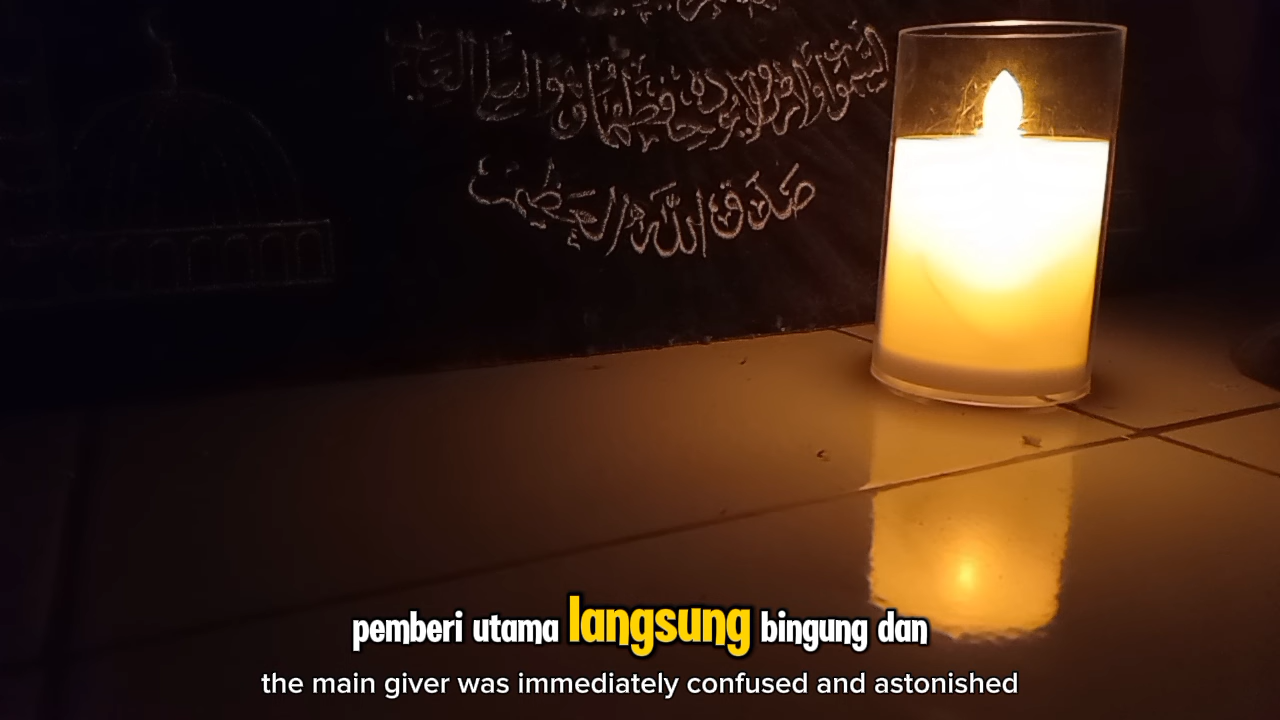 السموات والارض ولا يوده حفظهما وهو العلي العظيم
صدق الله العظيم
pemberi utama langsung bingung dan
the main giver was immediately confused and astonished